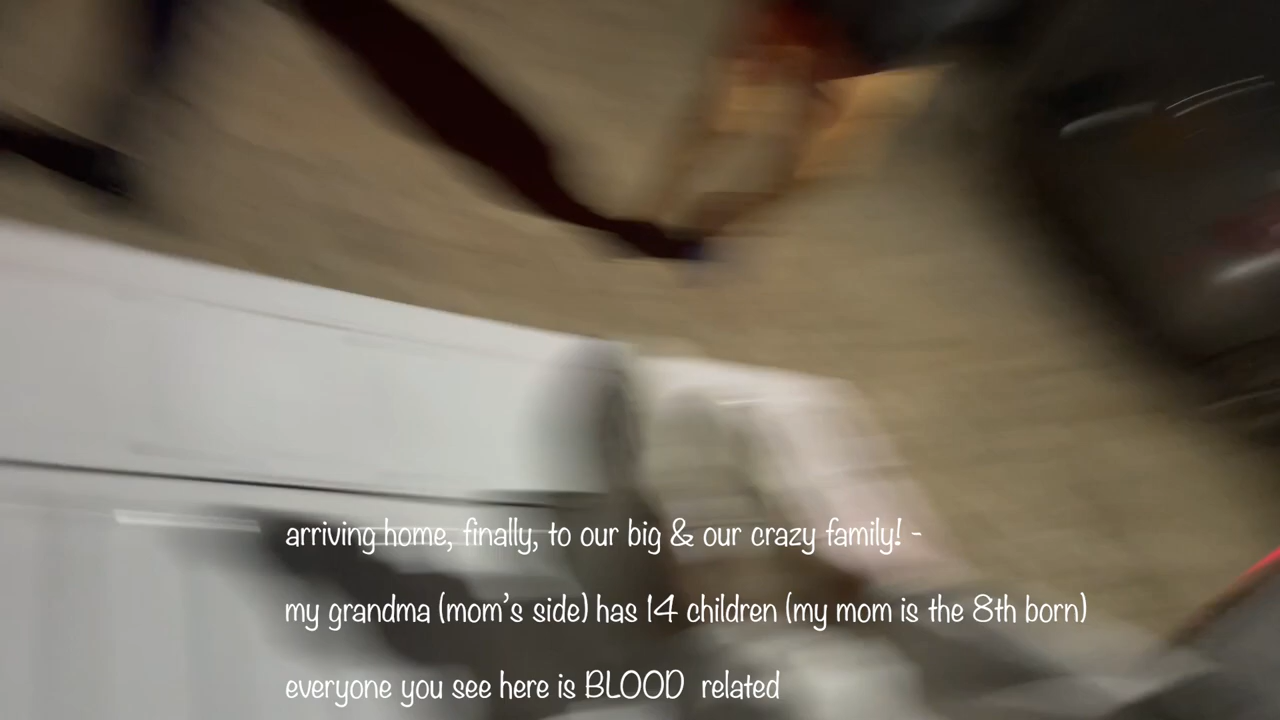 arriving home, finally, to our big & our crazy family! -
my grandma (mom's side) has 14 children (my mom is the 8th born)
everyone you see here is BLOOD related